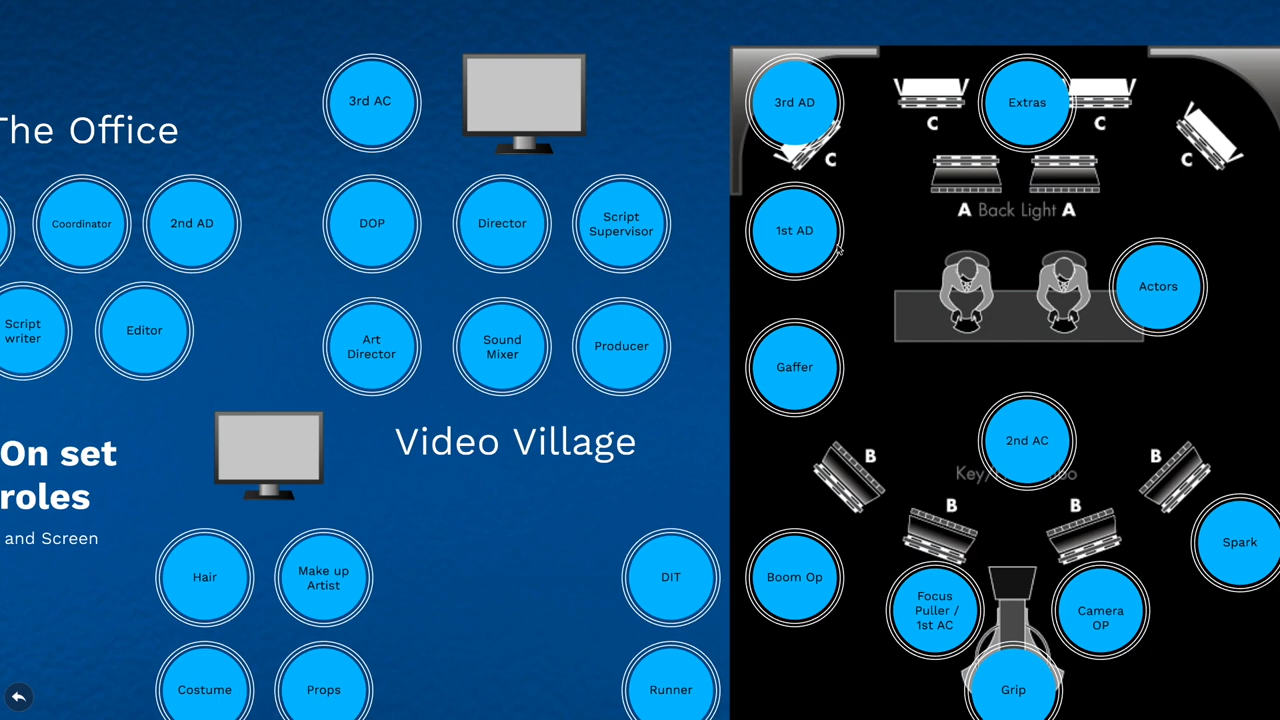 The Office
Coordinator
2nd AD
Script
writer
Editor
On set
roles
and Screen
3rd AC
DOP
Director
Script
Supervisor
Art
Director
Sound
Mixer
Producer
Video Village
Hair
Make up
Artist
Costume
Props
DIT
Runner
3rd AD
Extras
C
C
C
C
A Back Light A
1st AD
Actors
Gaffer
2nd AC
Key/
B
B
B
B
Spark
Boom Op
Focus
Puller /
1st AC
Camera
OP
Grip